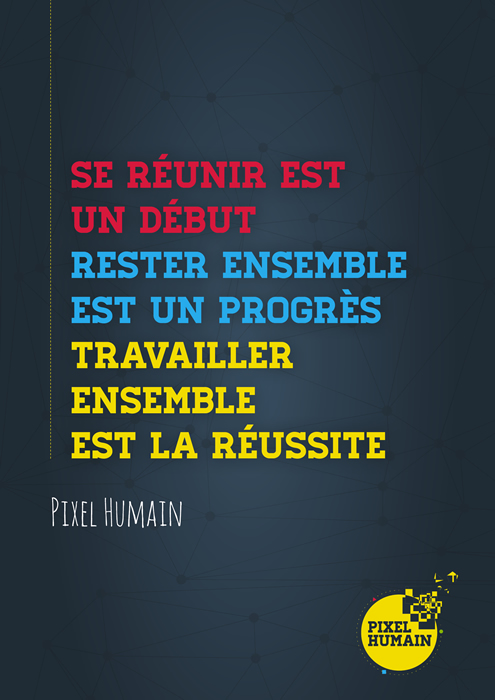 SE RÉUNIR EST
UN DÉBUT
RESTER ENSEMBLE
EST UN PROGRÈS
TRAVAILLER
ENSEMBLE
EST LA RÉUSSITE
PIXEL HUMAIN
PIXEL
HUMAIN